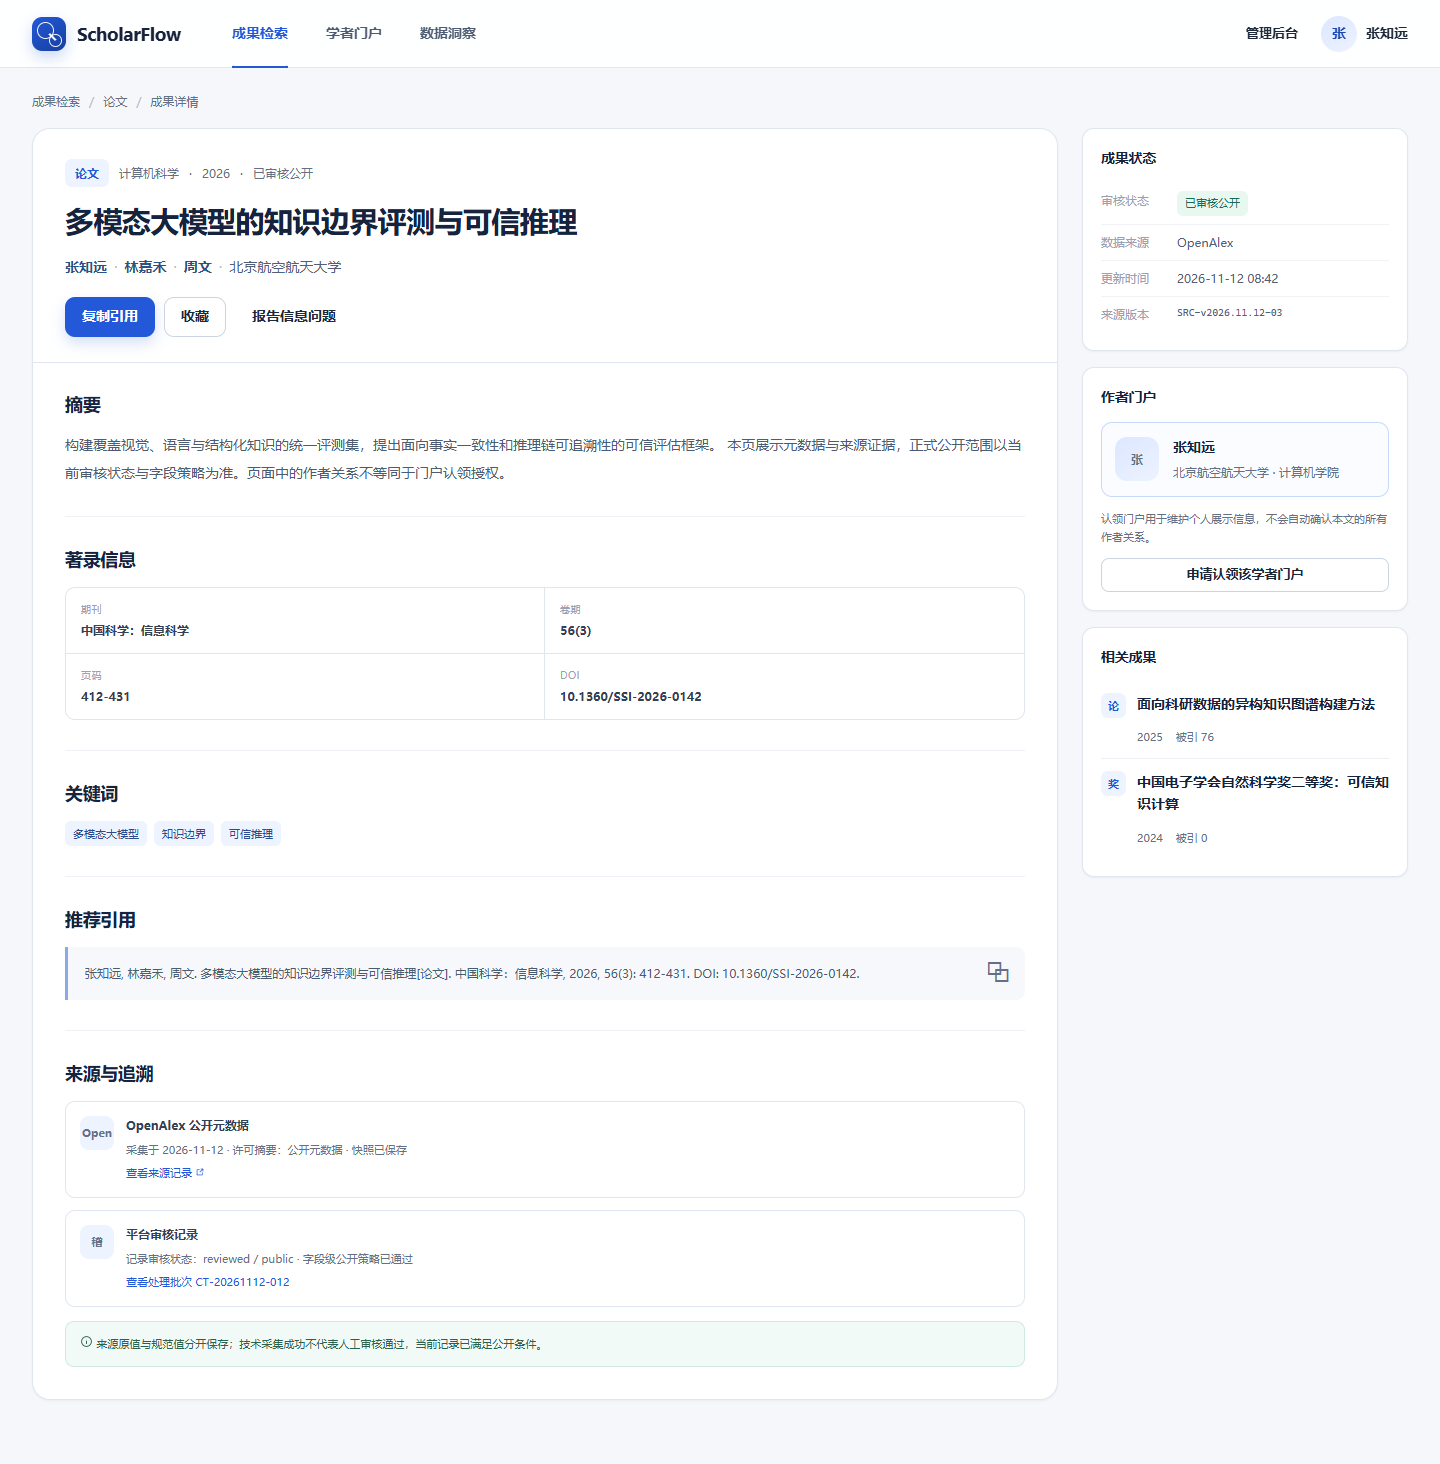 ScholarFlow
成果检索
学者门户
数据洞察
管理后台
张
张知远
成果检索 / 论文 / 成果详情
论文 计算机科学 · 2026 · 已审核公开
多模态大模型的知识边界评测与可信推理
张知远 · 林嘉禾 · 周文 · 北京航空航天大学
复制引用
收藏
报告信息问题
摘要
构建覆盖视觉、语言与结构化知识的统一评测集，提出面向事实一致性和推理链可追溯性的可信评估框架。 本页展示元数据与来源证据，正式公开范围以当
前审核状态与字段策略为准。页面中的作者关系不等同于门户认领授权。
著录信息
期刊
中国科学：信息科学
卷期
56(3)
页码
412-431
DOI
10.1360/SSI-2026-0142
关键词
多模态大模型
知识边界
可信推理
推荐引用
张知远, 林嘉禾, 周文. 多模态大模型的知识边界评测与可信推理[论文]. 中国科学：信息科学, 2026, 56(3): 412-431. DOI: 10.1360/SSI-2026-0142.
来源与追溯
Open
OpenAlex 公开元数据
采集于 2026-11-12 · 许可摘要：公开元数据 · 快照已保存
查看来源记录
稽
平台审核记录
记录审核状态：reviewed / public · 字段级公开策略已通过
查看处理批次 CT-20261112-012
来源原值与规范值分开保存；技术采集成功不代表人工审核通过，当前记录已满足公开条件。
成果状态
审核状态 已审核公开
数据来源 OpenAlex
更新时间 2026-11-12 08:42
来源版本 SRC-v2026.11.12-03
作者门户
张
张知远
北京航空航天大学 · 计算机学院
认领门户用于维护个人展示信息，不会自动确认本文的所有
作者关系。
申请认领该学者门户
相关成果
论 面向科研数据的异构知识图谱构建方法
2025 被引 76
奖 中国电子学会自然科学奖二等奖：可信知
识计算
2024 被引 0